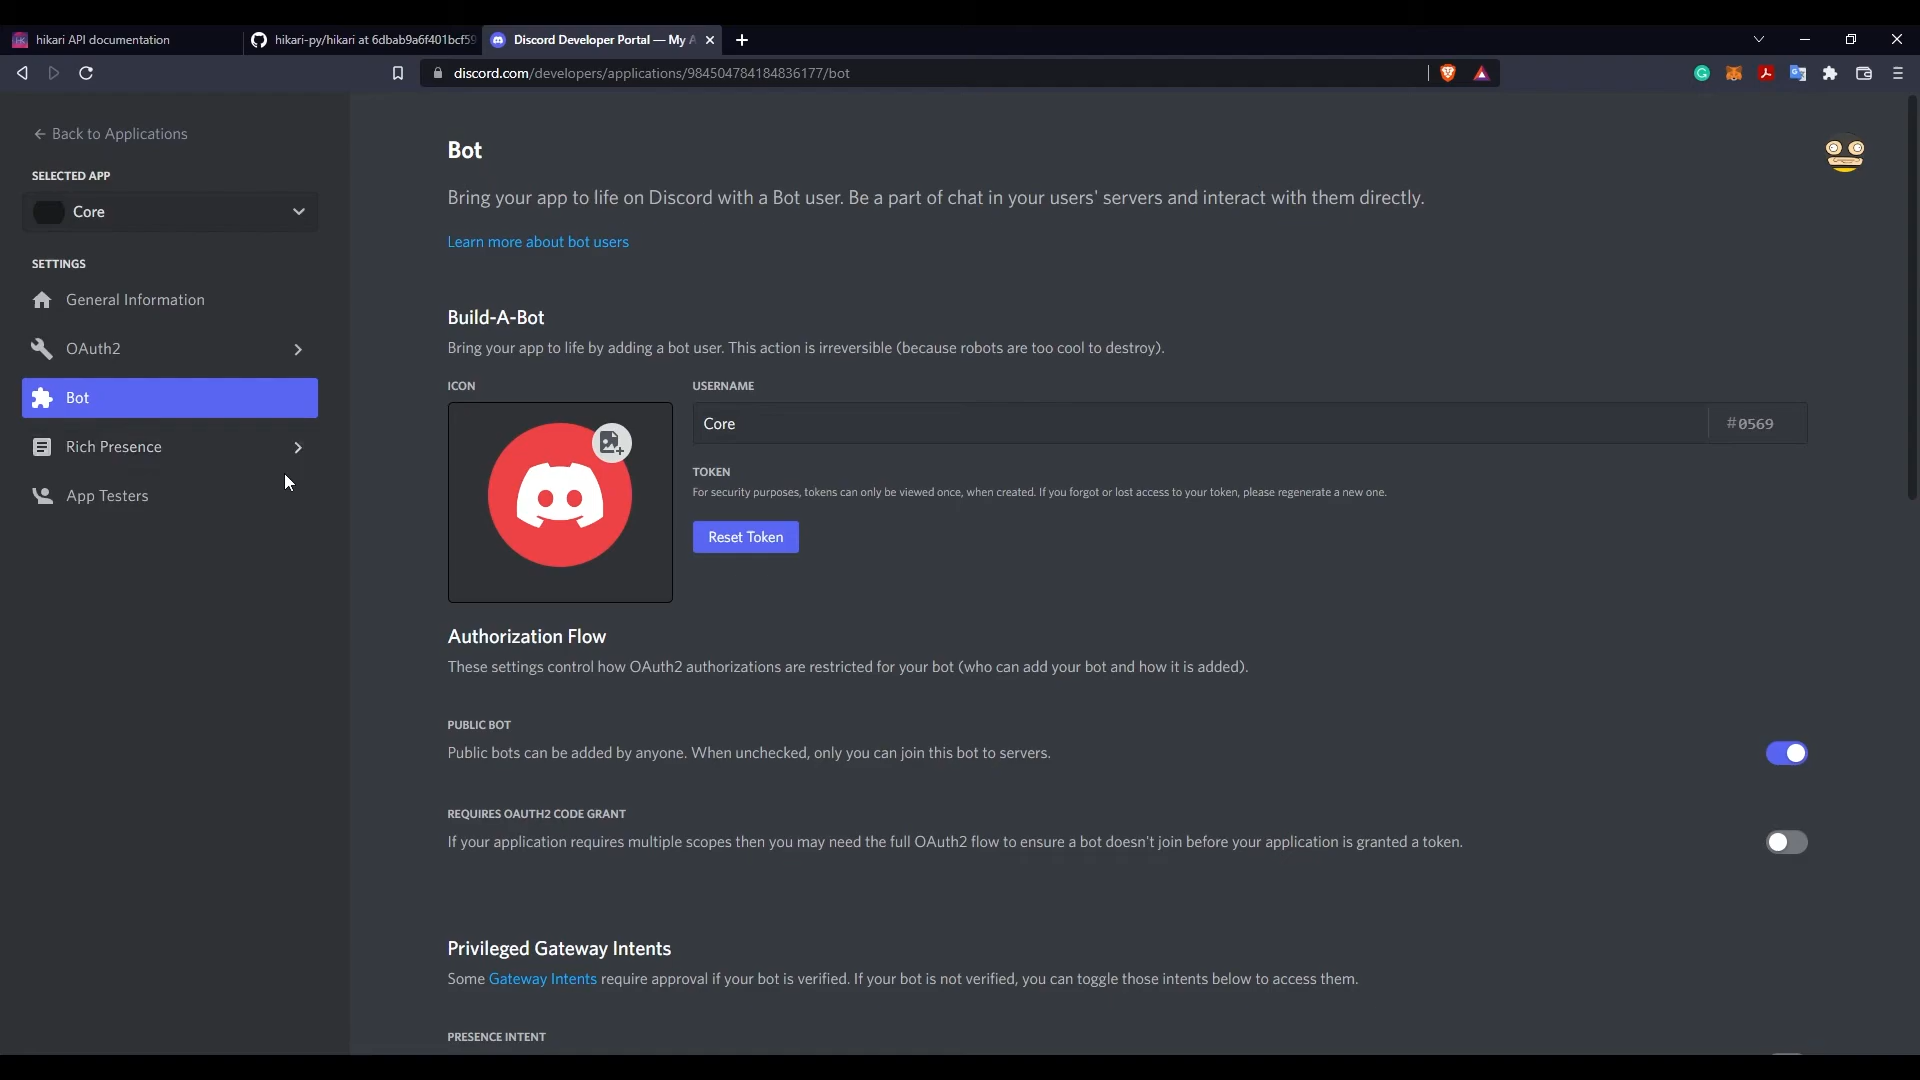 hikari API documentation
hikari-py/hikari at 6dbab9a6f401bcf59
Discord Developer Portal — My A
discord.com/developers/applications/984504784184836177/bot
Back to Applications
SELECTED APP
Core
SETTINGS
General Information
OAuth2
Bot
Rich Presence
App Testers
Bot
Bring your app to life on Discord with a Bot user. Be a part of chat in your users' servers and interact with them directly.
Learn more about bot users
Build-A-Bot
Bring your app to life by adding a bot user. This action is irreversible (because robots are too cool to destroy).
ICON
USERNAME
Core
#0569
TOKEN
For security purposes, tokens can only be viewed once, when created. If you forgot or lost access to your token, please regenerate a new one.
Reset Token
Authorization Flow
These settings control how OAuth2 authorizations are restricted for your bot (who can add your bot and how it is added).
PUBLIC BOT
Public bots can be added by anyone. When unchecked, only you can join this bot to servers.
REQUIRES OAUTH2 CODE GRANT
If your application requires multiple scopes then you may need the full OAuth2 flow to ensure a bot doesn't join before your application is granted a token.
Privileged Gateway Intents
Some Gateway Intents require approval if your bot is verified. If your bot is not verified, you can toggle those intents below to access them.
PRESENCE INTENT